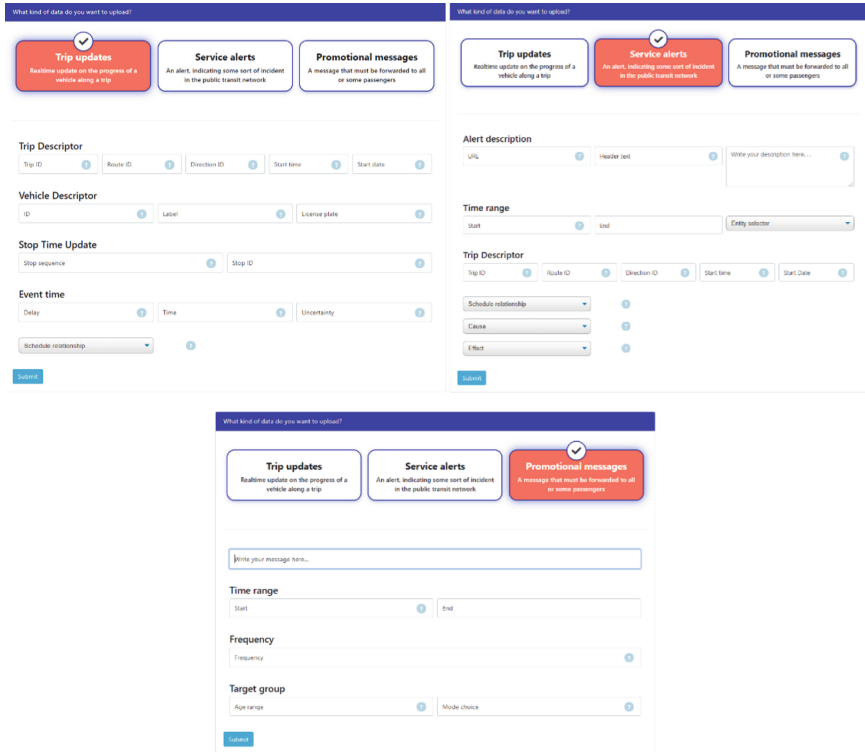 What kind of data do you want to upload?
Trip updates
Realtime update on the progress of a
vehicle along a trip
Service alerts
An alert, indicating some sort of incident
in the public transit network
Promotional messages
A message that must be forwarded to all
or some passengers
Trip Descriptor
Trip ID ? Route ID ? Direction ID ? Start time ? Start date ?
Vehicle Descriptor
ID ? Label ? License plate ?
Stop Time Update
Stop sequence ? Stop ID ?
Event time
Delay ? Time ? Uncertainty ?
Schedule relationship ?
Submit
What kind of data do you want to upload?
Trip updates
Realtime update on the progress of a
vehicle along a trip
Service alerts
An alert, indicating some sort of incident
in the public transit network
Promotional messages
A message that must be forwarded to all
or some passengers
Alert description
URL ? Header text ? Write your description here... ?
Time range
Start ? End Entity selector
Trip Descriptor
Trip ID ? Route ID ? Direction ID ? Start time ? Start Date ?
Schedule relationship ?
Cause ?
Effect ?
Submit
What kind of data do you want to upload?
Trip updates
Realtime update on the progress of a
vehicle along a trip
Service alerts
An alert, indicating some sort of incident
in the public transit network
Promotional messages
A message that must be forwarded to all
or some passengers
Write your message here...
Time range
Start ? End
Frequency
Frequency ?
Target group
Age range ? Mode choice ?
Submit